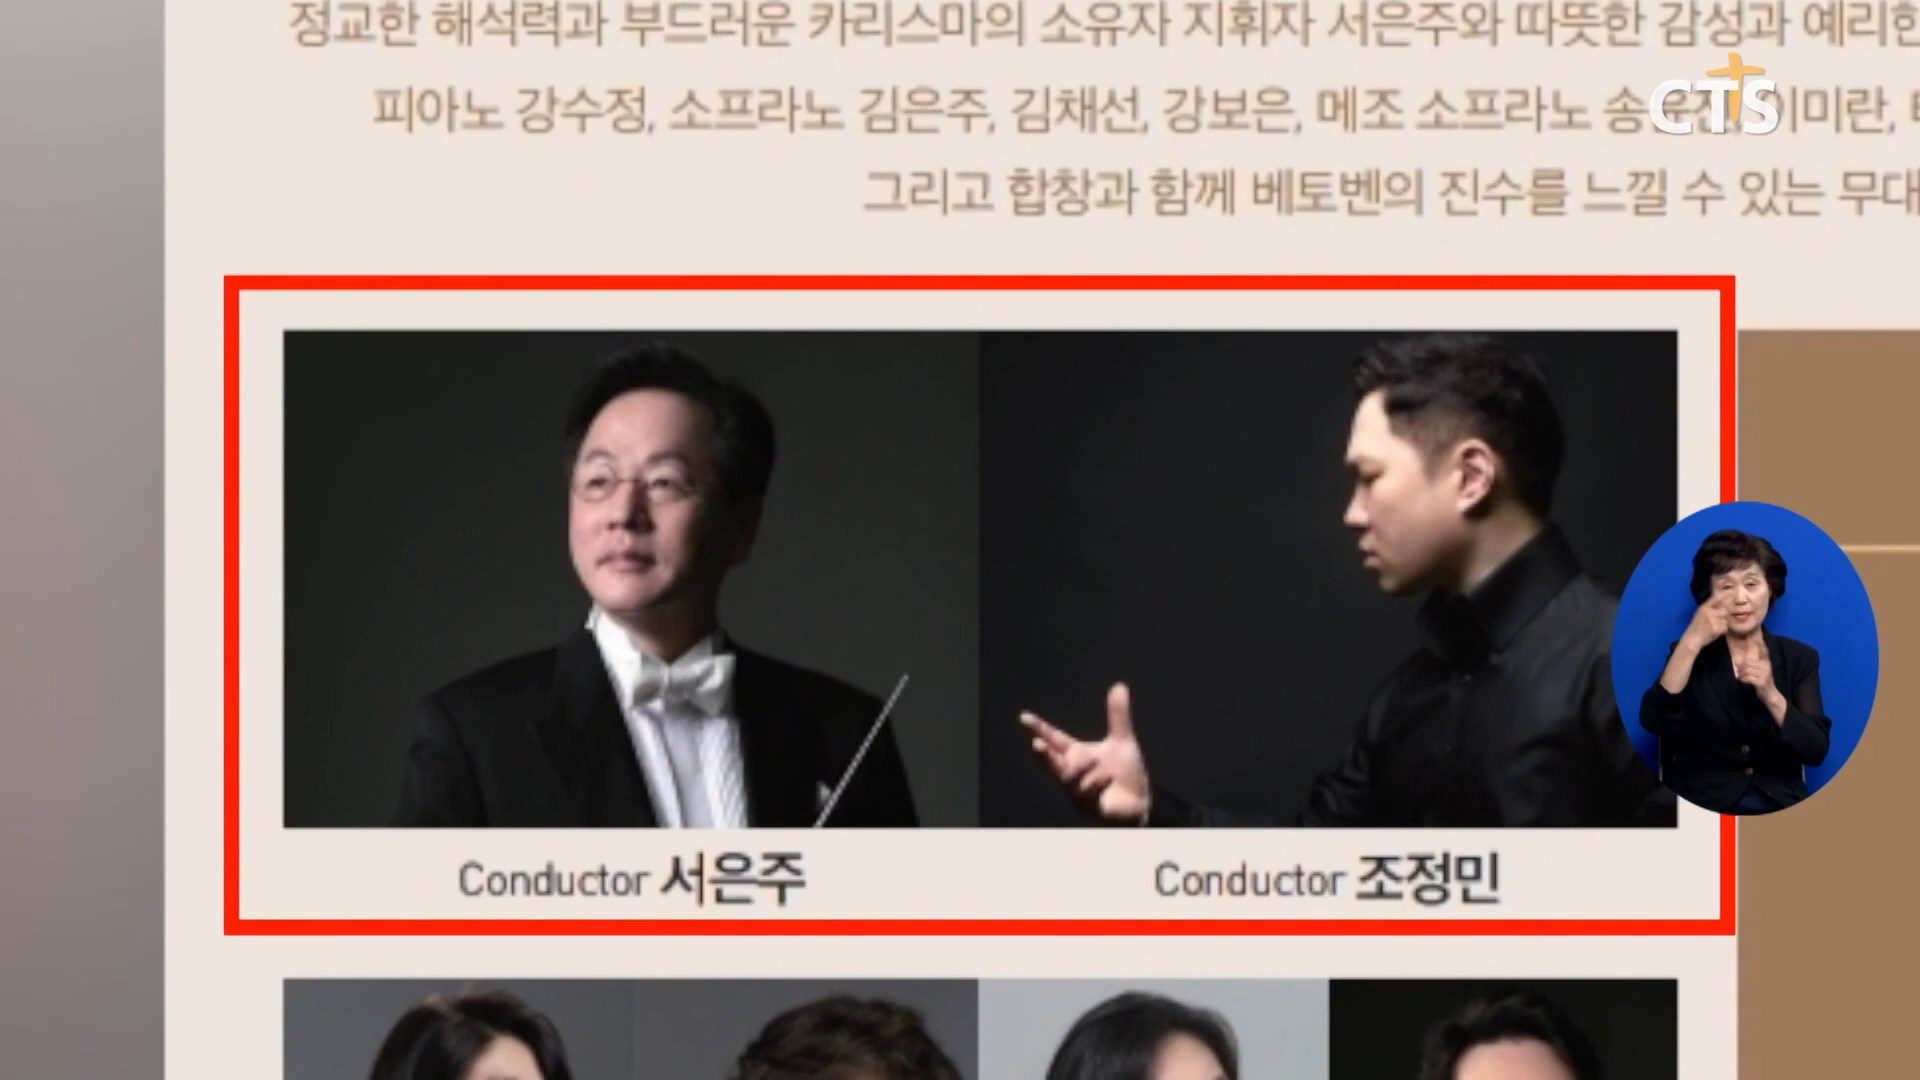 정교한 해석력과 부드러운 카리스마의 소유자 지휘자 서은주와 따뜻한 감성과 예리한
피아노 강수정, 소프라노 김은주, 김채선, 강보은, 메조 소프라노 이미란,
그리고 합창과 함께 베토벤의 진수를 느낄 수 있는 무대
CTS
Conductor 서은주
Conductor 조정민